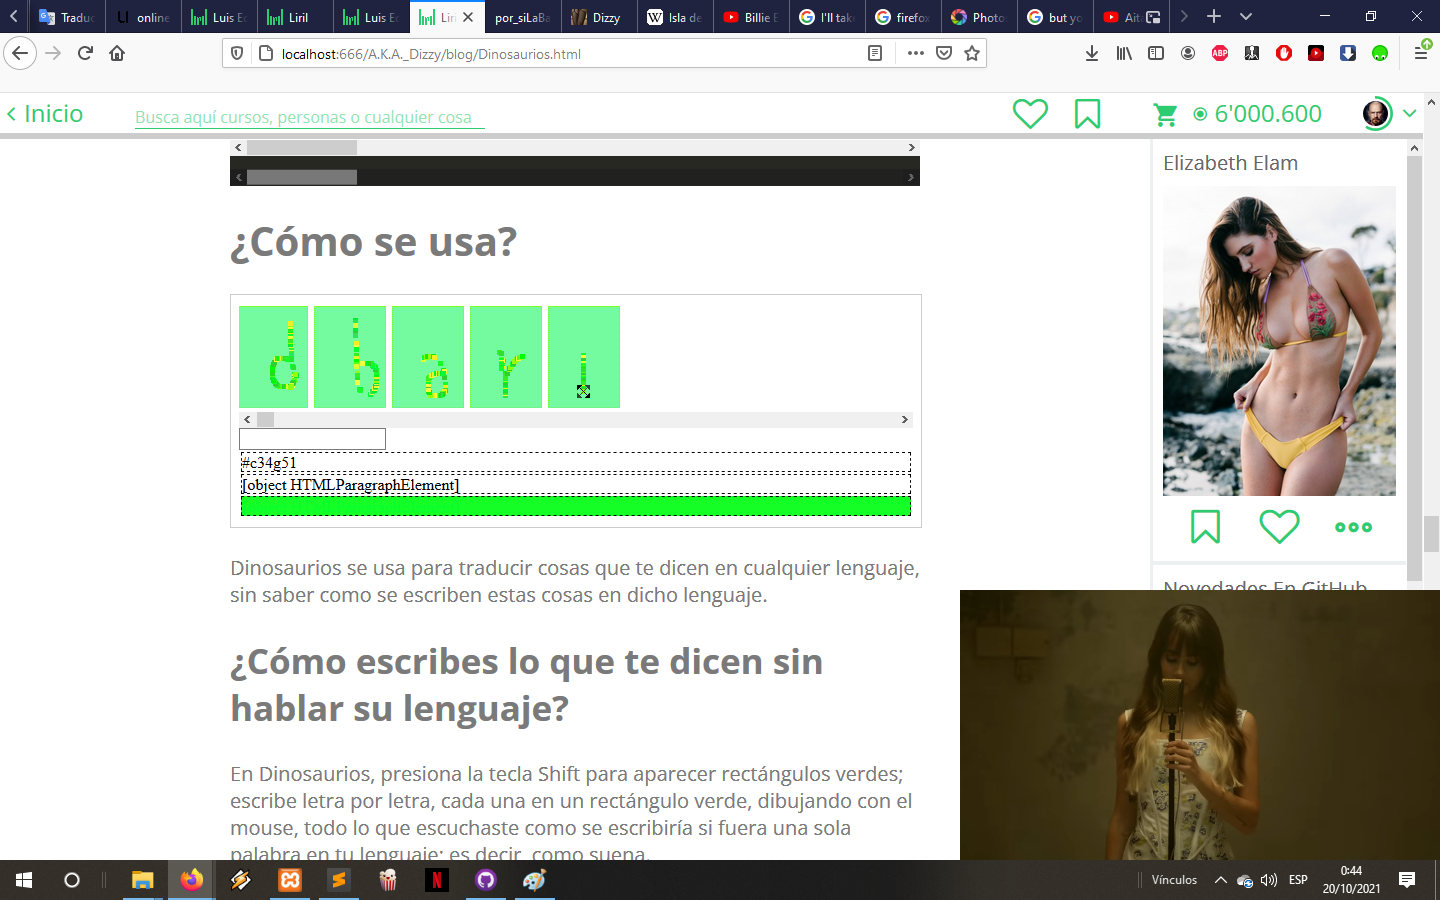 Traduc
LI
online
Luis Ec
Liril
Luis Ec
Liri
por_siLaBa
Dizzy
Isla de
Billie E
I'll take
firefox
Photo
but yo
Ait
localhost:666/A.K.A._Dizzy/blog/Dinosaurios.html
ABP
Inicio
Busca aquí cursos, personas o cualquier cosa
6'000.600
Elizabeth Elam
¿Cómo se usa?
d b a r i
#c34g51
[object HTMLParagraphElement]
Dinosaurios se usa para traducir cosas que te dicen en cualquier lenguaje,
sin saber como se escriben estas cosas en dicho lenguaje.
Novedades En GitHub
¿Cómo escribes lo que te dicen sin
hablar su lenguaje?
En Dinosaurios, presiona la tecla Shift para aparecer rectángulos verdes;
escribe letra por letra, cada una en un rectángulo verde, dibujando con el
mouse, todo lo que escuchaste como se escribiría si fuera una sola
palabra en tu lenguaje; es decir, como suena.
Vínculos
ESP
0:44
20/10/2021